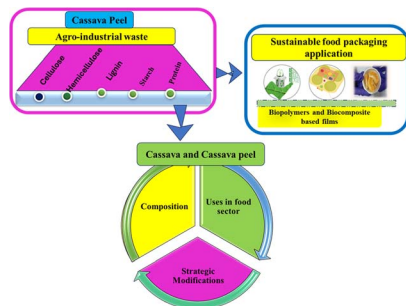 Cassava Peel
Agro-industrial waste
Cellulose
Hemicellulose
Lignin
Starch
Protein
Sustainable food packaging
application
Biopolymers and Biocomposite
based films
Cassava and Cassava peel
Composition
Uses in food
sector
Strategic
Modifications